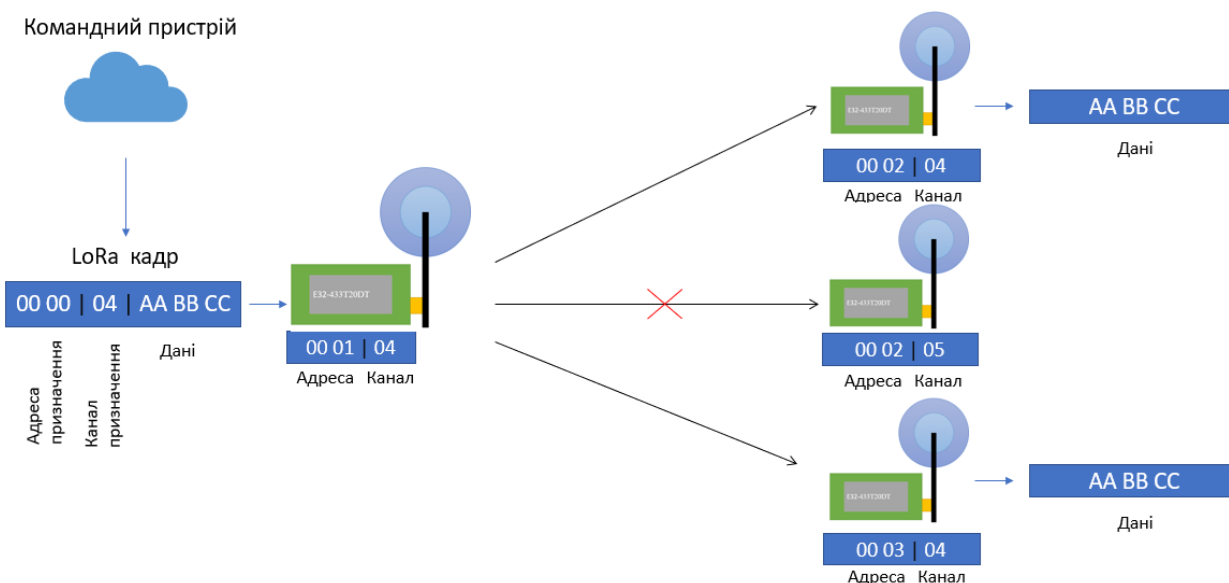 Командний пристрій
LoRa кадр
00 00 | 04 | AA BB CC
Адреса призначення
Канал призначення
Дані
E32-433T20DT
00 01 | 04
Адреса Канал
E32-433T20DT
00 02 | 04
Адреса Канал
AA BB CC
Дані
E32-433T20DT
00 02 | 05
Адреса Канал
E32-433T20DT
00 03 | 04
Адреса Канал
AA BB CC
Дані